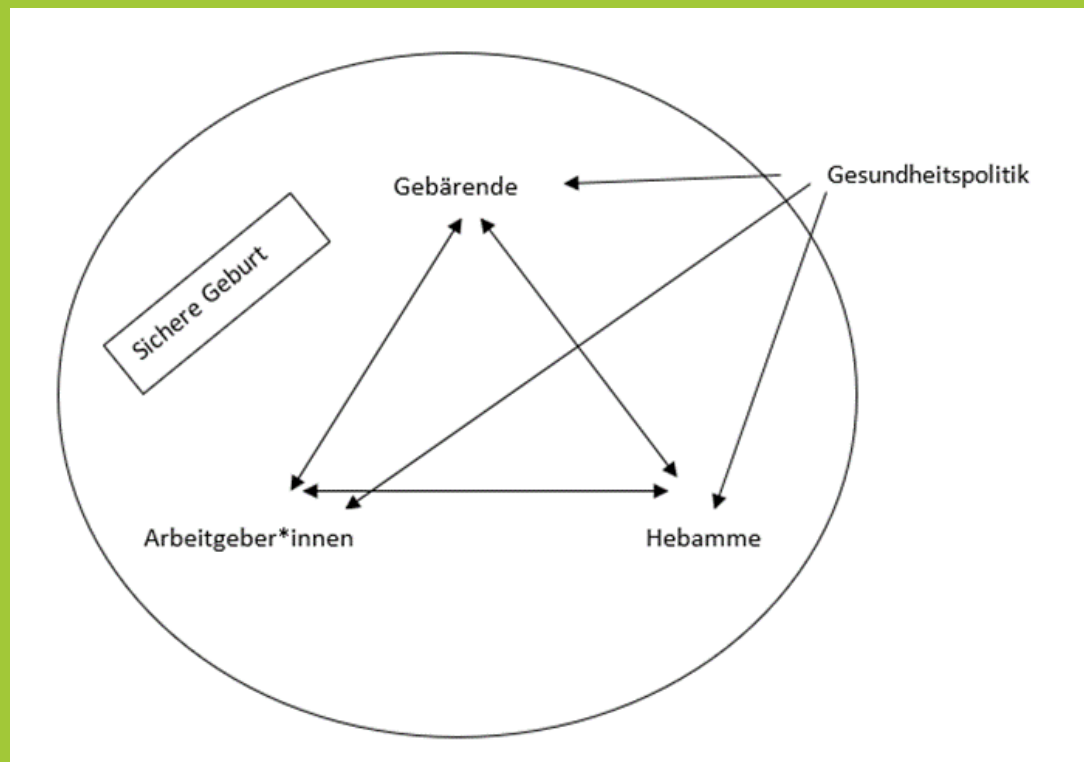 Gesundheitspolitik
Gebärende
Sichere Geburt
Arbeitgeber*innen
Hebamme